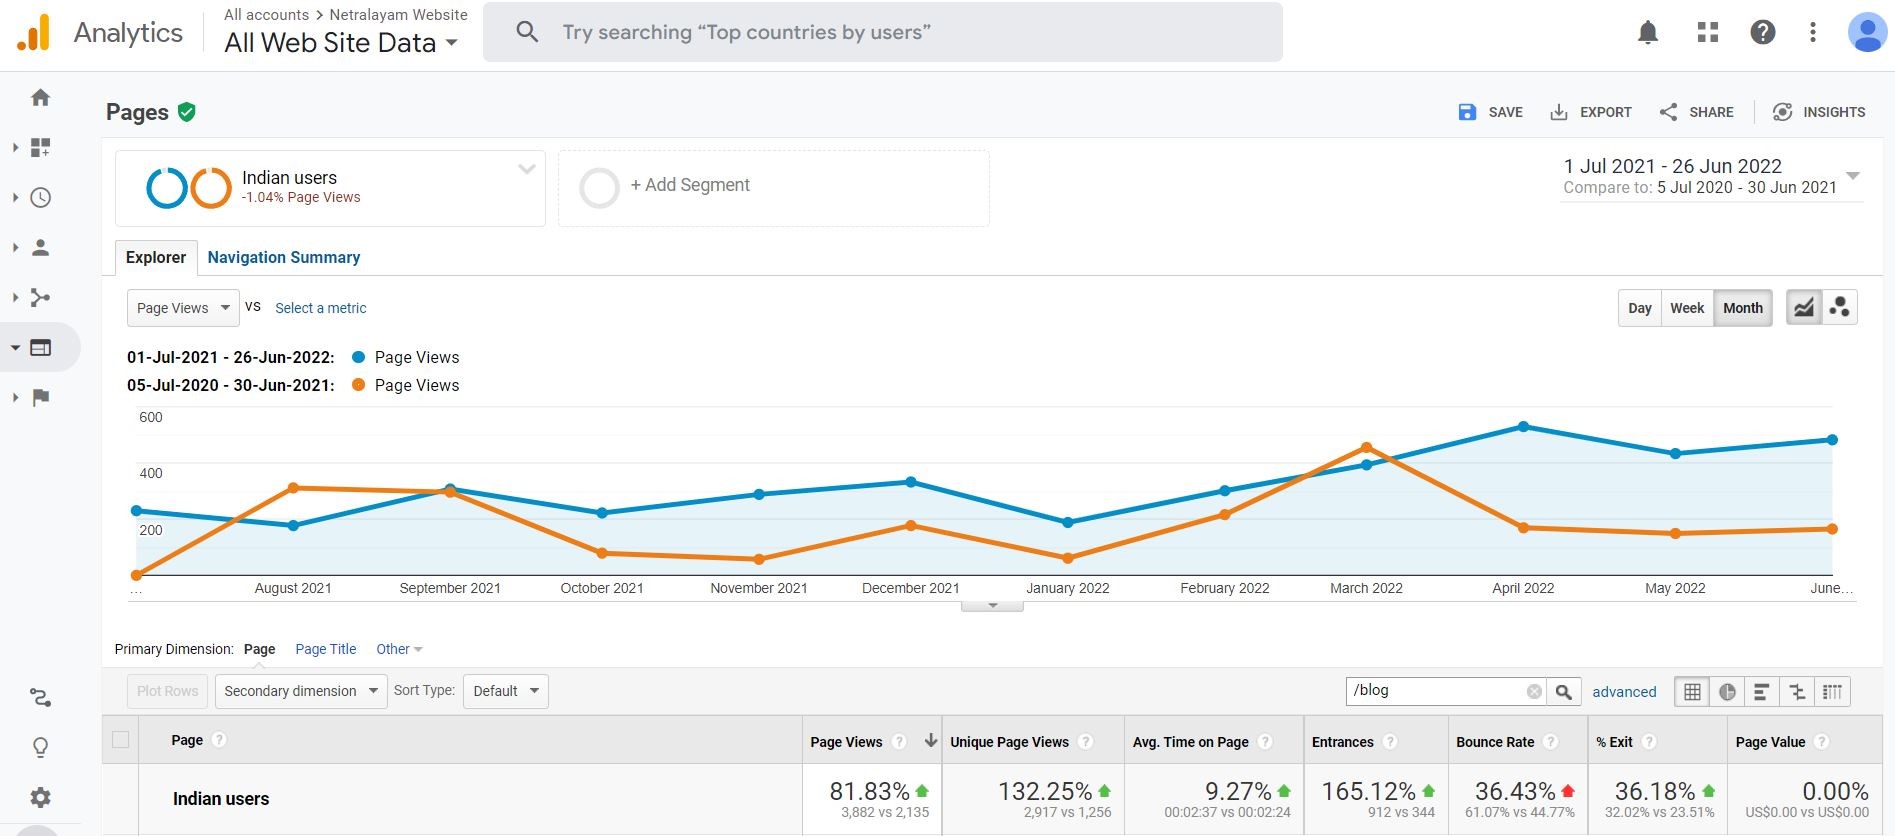 Analytics
All accounts > Netralayam Website
All Web Site Data
Try searching “Top countries by users”
Pages
SAVE
EXPORT
SHARE
INSIGHTS
Indian users
-1.04% Page Views
+ Add Segment
1 Jul 2021 - 26 Jun 2022
Compare to: 5 Jul 2020 - 30 Jun 2021
Explorer
Navigation Summary
Page Views
VS
Select a metric
Day
Week
Month
01-Jul-2021 - 26-Jun-2022:
Page Views
05-Jul-2020 - 30-Jun-2021:
Page Views
600
400
200
...
August 2021
September 2021
October 2021
November 2021
December 2021
January 2022
February 2022
March 2022
April 2022
May 2022
June...
Primary Dimension:
Page
Page Title
Other
Plot Rows
Secondary dimension
Sort Type:
Default
/blog
advanced
Page ?
Page Views ?
Unique Page Views ?
Avg. Time on Page ?
Entrances ?
Bounce Rate ?
% Exit ?
Page Value ?
Indian users
81.83%
3,882 vs 2,135
132.25%
2,917 vs 1,256
9.27%
00:02:37 vs 00:02:24
165.12%
912 vs 344
36.43%
61.07% vs 44.77%
36.18%
32.02% vs 23.51%
0.00%
US$0.00 vs US$0.00